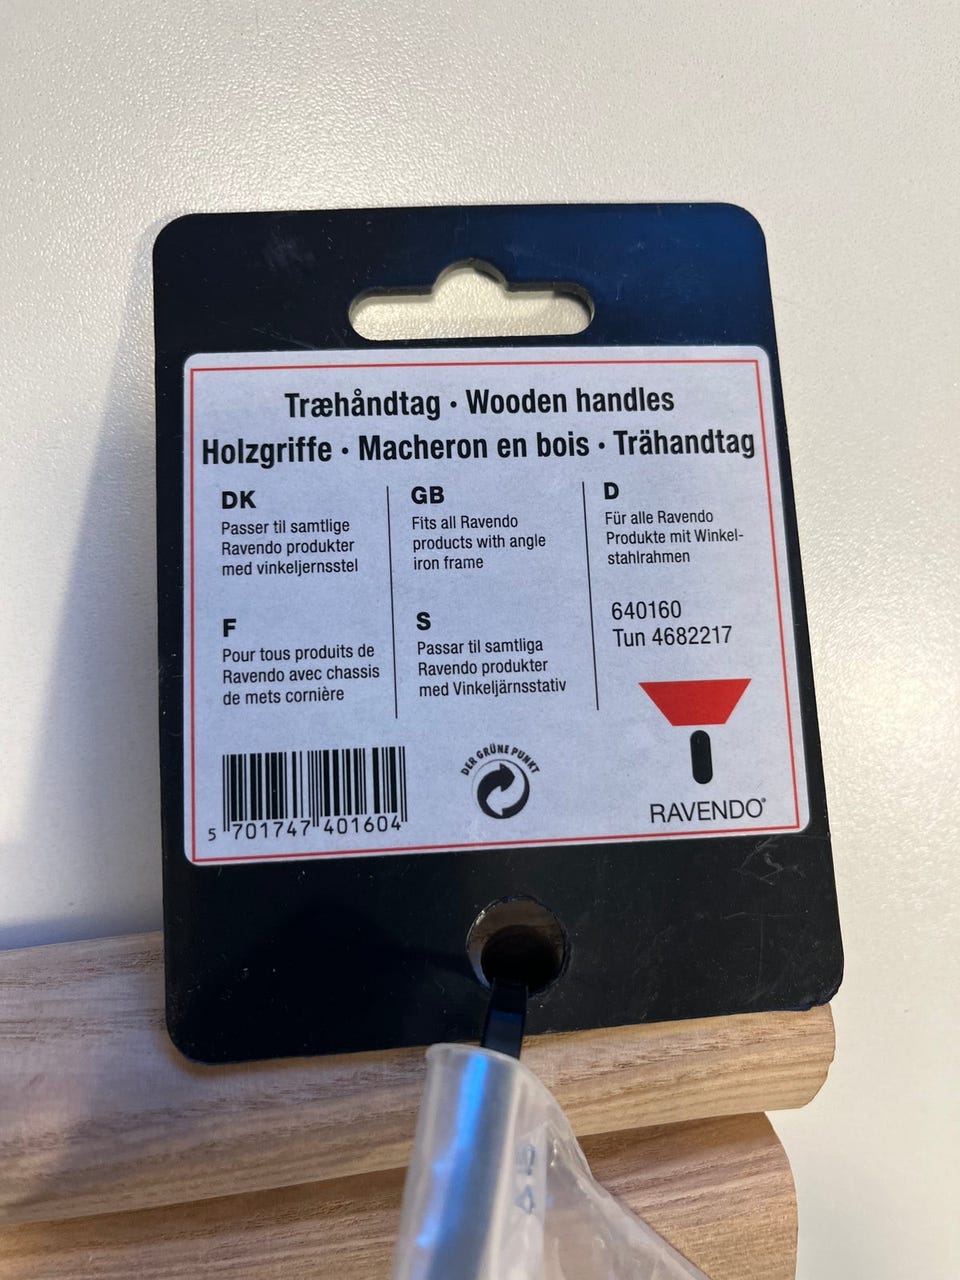 Træhåndtag · Wooden handles
Holzgriffe · Macheron en bois · Trähandtag
DK
Passer til samtlige
Ravendo produkter
med vinkeljernsstel
GB
Fits all Ravendo
products with angle
iron frame
D
Für alle Ravendo
Produkte mit Winkel-
stahlrahmen
F
Pour tous produits de
Ravendo avec chassis
de mets cornière
S
Passar til samtliga
Ravendo produkter
med Vinkeljärnsstativ
640160
Tun 4682217
5 701747 401604
DER GRÜNE PUNKT
RAVENDO®